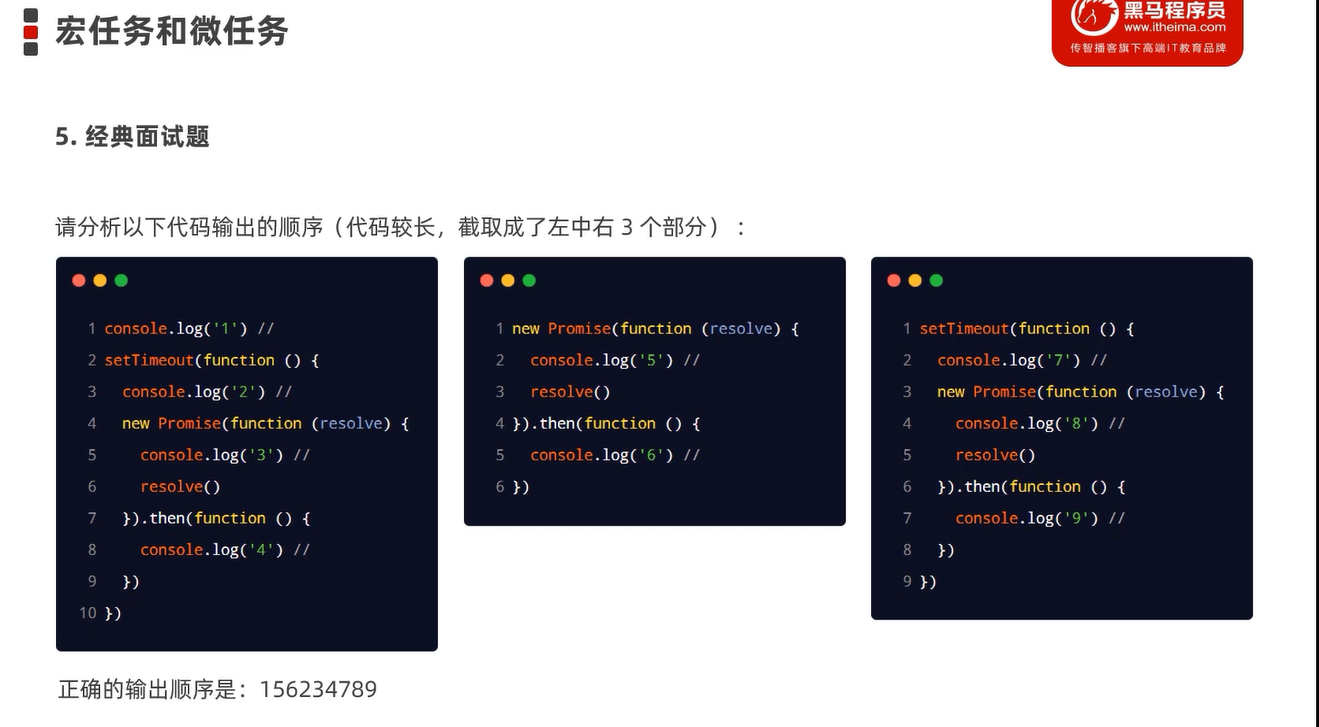 宏任务和微任务
黑马程序员
www.itheima.com
传智播客旗下高端IT教育品牌
5. 经典面试题
请分析以下代码输出的顺序（代码较长，截取成了左中右 3 个部分）：
1 console.log('1') //
2 setTimeout(function () {
3   console.log('2') //
4   new Promise(function (resolve) {
5     console.log('3') //
6     resolve()
7   }).then(function () {
8     console.log('4') //
9   })
10 })
1 new Promise(function (resolve) {
2   console.log('5') //
3   resolve()
4 }).then(function () {
5   console.log('6') //
6 })
1 setTimeout(function () {
2   console.log('7') //
3   new Promise(function (resolve) {
4     console.log('8') //
5     resolve()
6   }).then(function () {
7     console.log('9') //
8   })
9 })
正确的输出顺序是：156234789